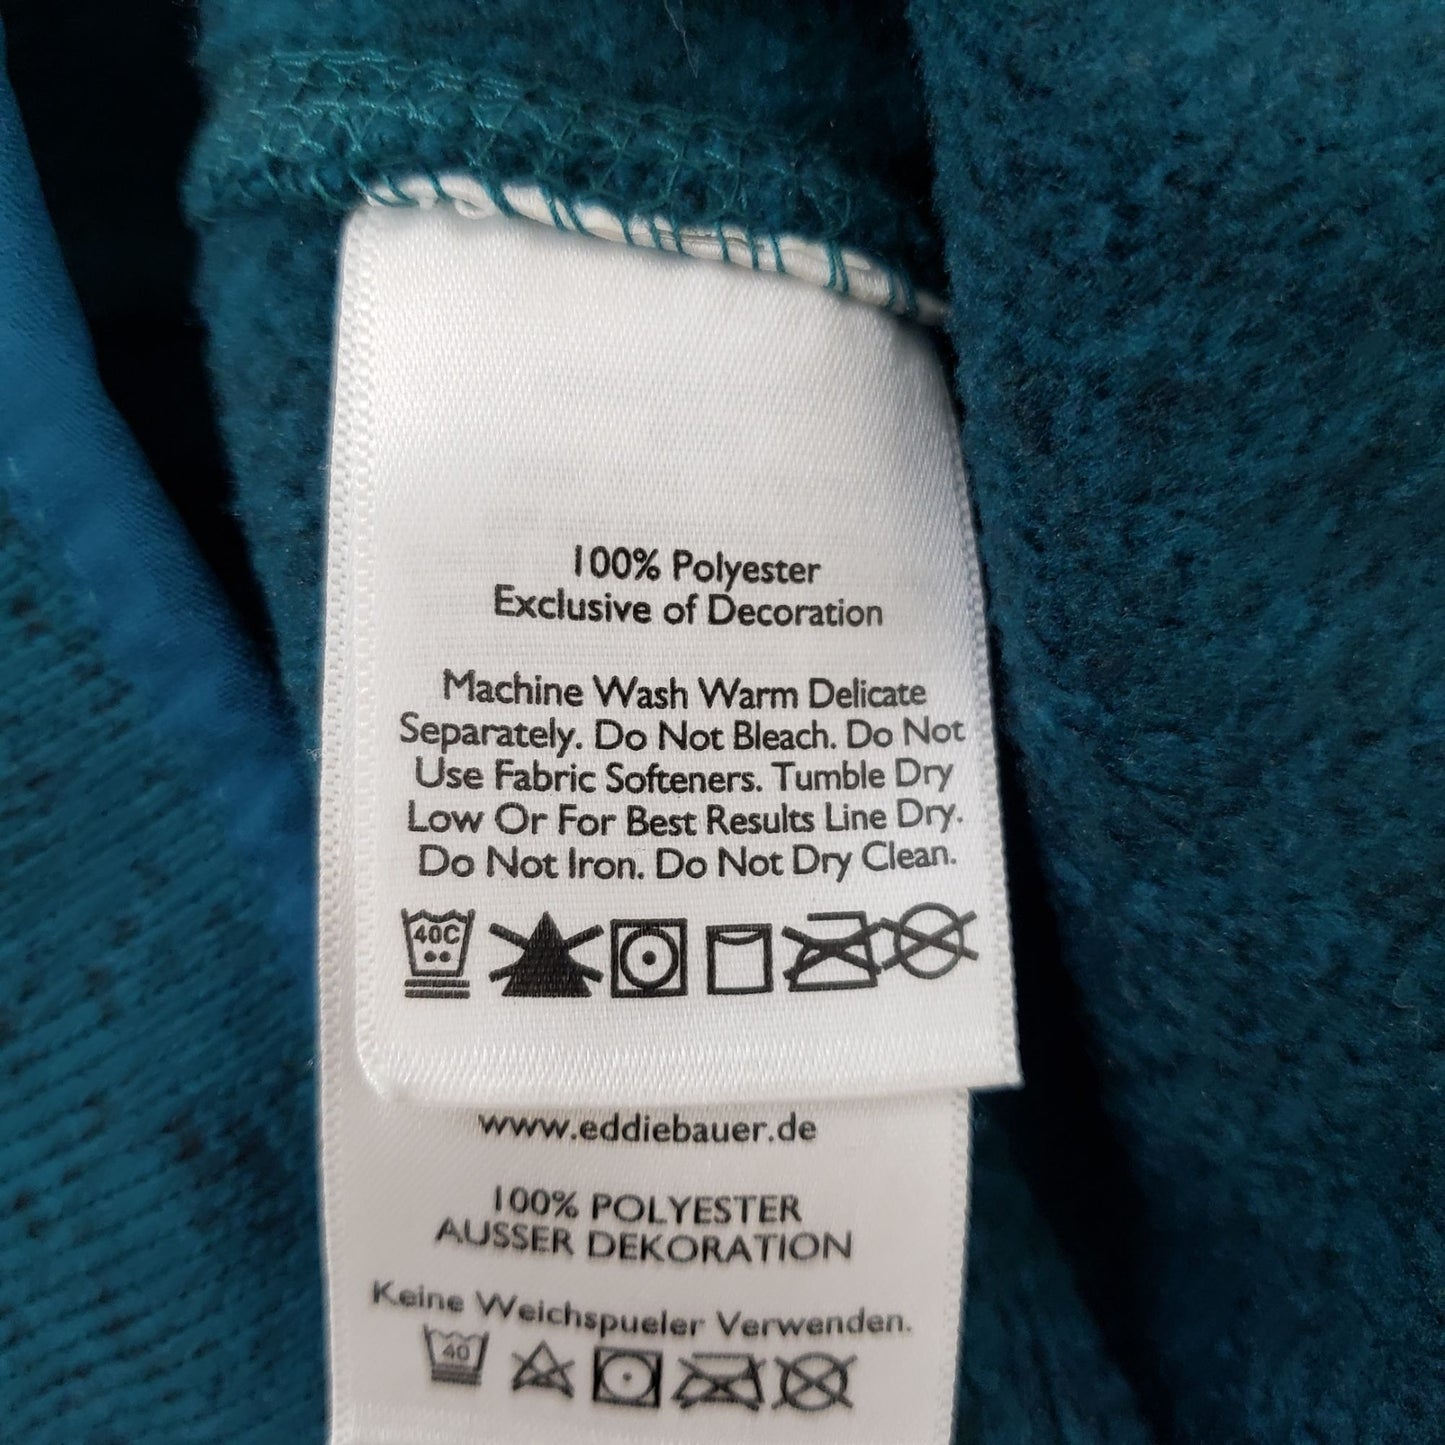 100% Polyester
Exclusive of Decoration
Machine Wash Warm Delicate
Separately. Do Not Bleach. Do Not
Use Fabric Softeners. Tumble Dry
Low Or For Best Results Line Dry.
Do Not Iron. Do Not Dry Clean.
40C
www.eddiebauer.de
100% POLYESTER
AUSSER DEKORATION
Keine Weichspueler Verwenden.
40